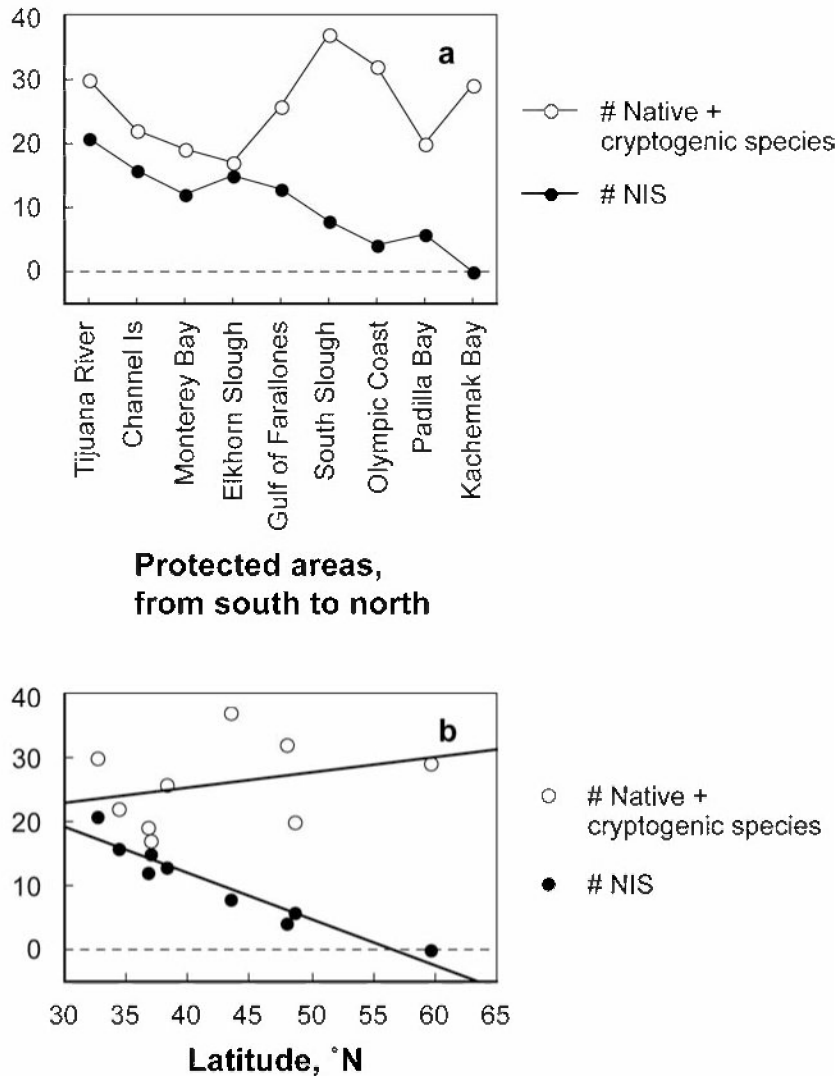 40
30
20
10
0
a
# Native +
cryptogenic species
# NIS
Tijuana River
Channel Is
Monterey Bay
Elkhorn Slough
Gulf of Farallones
South Slough
Olympic Coast
Padilla Bay
Kachemak Bay
Protected areas,
from south to north
40
30
20
10
0
b
# Native +
cryptogenic species
# NIS
30 35 40 45 50 55 60 65
Latitude, °N